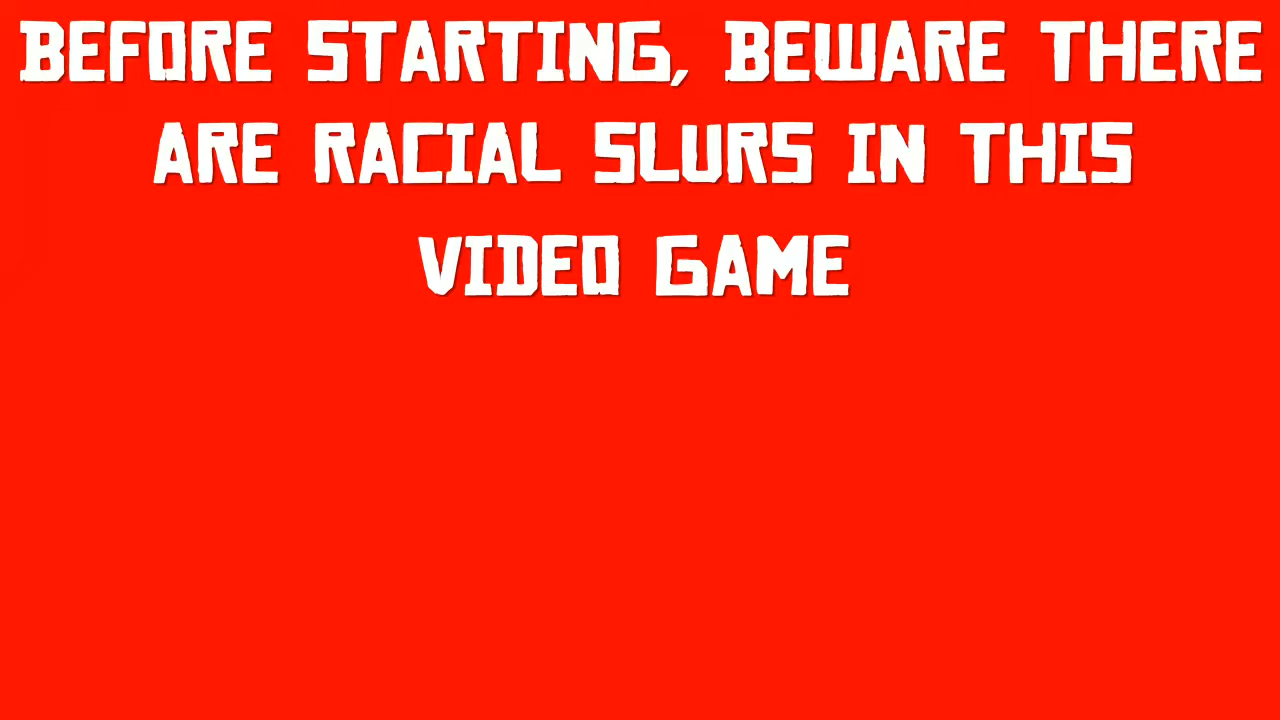 BEFORE STARTING, BEWARE THERE
ARE RACIAL SLURS IN THIS
VIDEO GAME